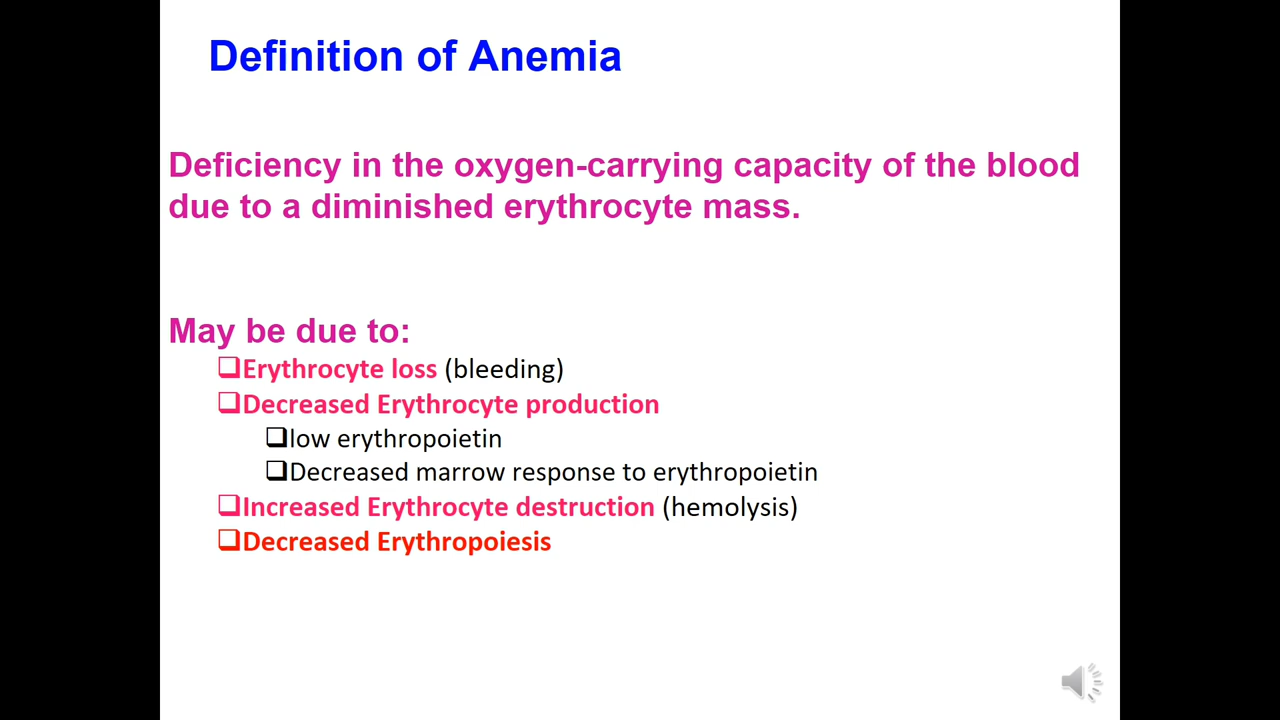 Definition of Anemia
Deficiency in the oxygen-carrying capacity of the blood
due to a diminished erythrocyte mass.
May be due to:
❑Erythrocyte loss (bleeding)
❑Decreased Erythrocyte production
❑low erythropoietin
❑Decreased marrow response to erythropoietin
❑Increased Erythrocyte destruction (hemolysis)
❑Decreased Erythropoiesis